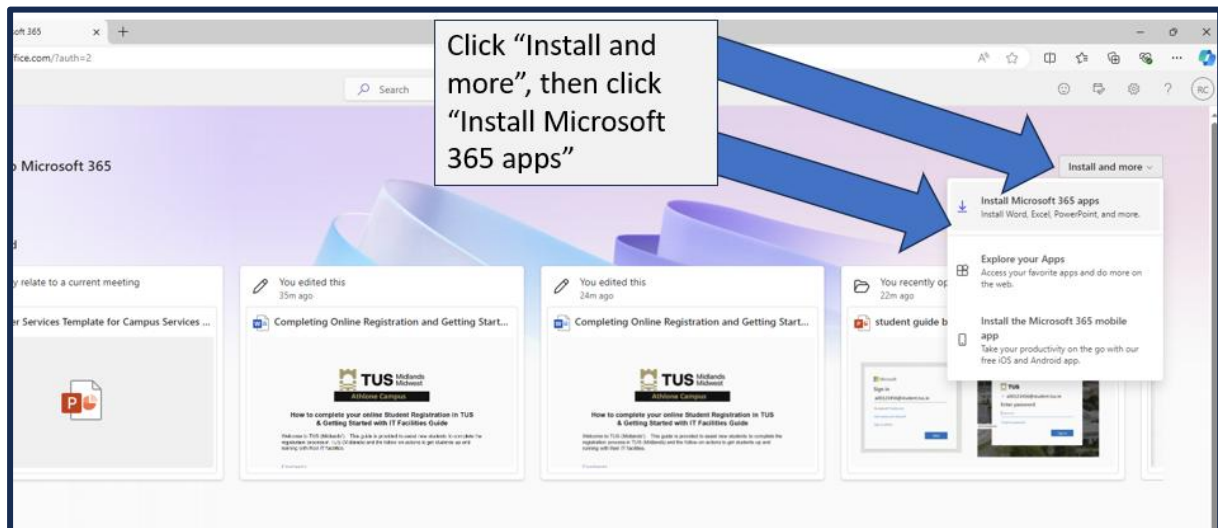 oft 365
fice.com/?auth=2
Search
RC
Click “Install and
more”, then click
“Install Microsoft
365 apps”
Microsoft 365
Install and more
Install Microsoft 365 apps
Install Word, Excel, PowerPoint, and more.
Explore your Apps
Access your favorite apps and do more on
the web.
Install the Microsoft 365 mobile
app
Take your productivity on the go with our
free iOS and Android app.
y relate to a current meeting
er Services Template for Campus Services ...
You edited this
35m ago
Completing Online Registration and Getting Start...
TUS Midlands
Midwest
Athlone Campus
How to complete your online Student Registration in TUS
& Getting Started with IT Facilities Guide
You edited this
24m ago
Completing Online Registration and Getting Start...
TUS Midlands
Midwest
Athlone Campus
How to complete your online Student Registration in TUS
& Getting Started with IT Facilities Guide
You recently op
22m ago
student guide b
Microsoft
Sign in
TUS
Enter password